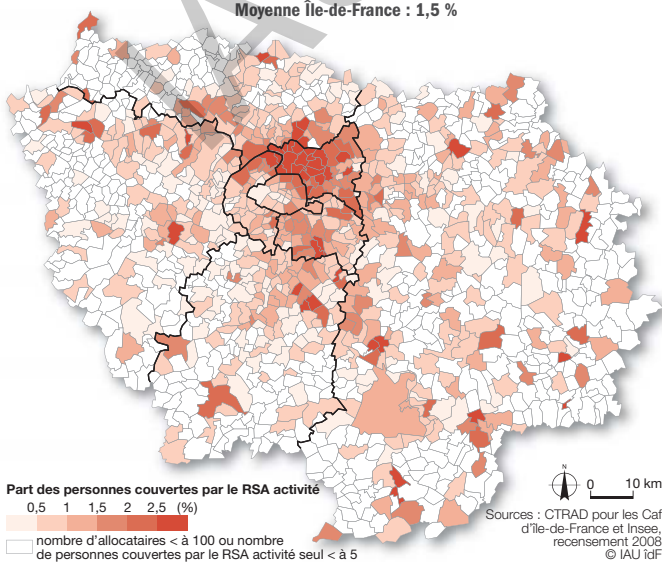 Moyenne Île-de-France : 1,5 %
Part des personnes couvertes par le RSA activité
0,5 1 1,5 2 2,5 (%)
nombre d'allocataires < à 100 ou nombre
de personnes couvertes par le RSA activité seul < à 5
N
0 10 km
Sources : CTRAD pour les Caf
d'île-de-France et Insee,
recensement 2008
© IAU îdF